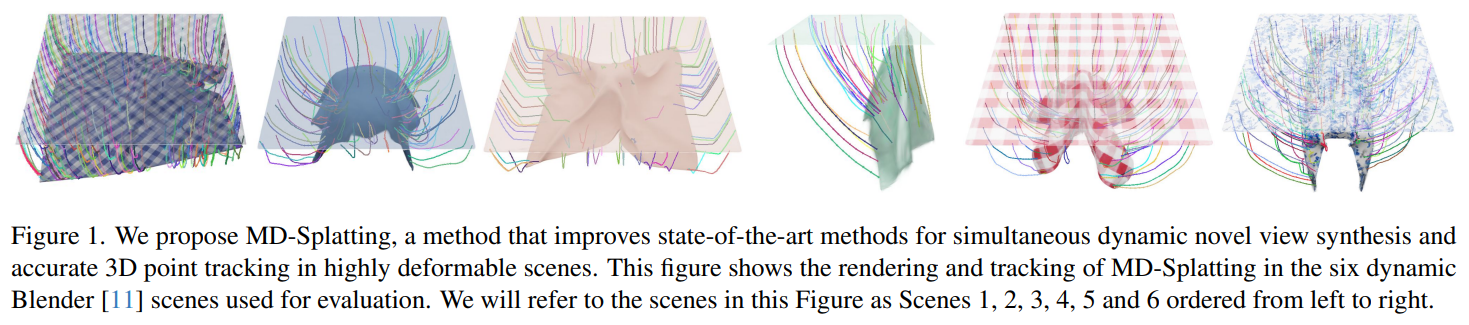 Figure 1. We propose MD-Splatting, a method that improves state-of-the-art methods for simultaneous dynamic novel view synthesis and
accurate 3D point tracking in highly deformable scenes. This figure shows the rendering and tracking of MD-Splatting in the six dynamic
Blender [11] scenes used for evaluation. We will refer to the scenes in this Figure as Scenes 1, 2, 3, 4, 5 and 6 ordered from left to right.